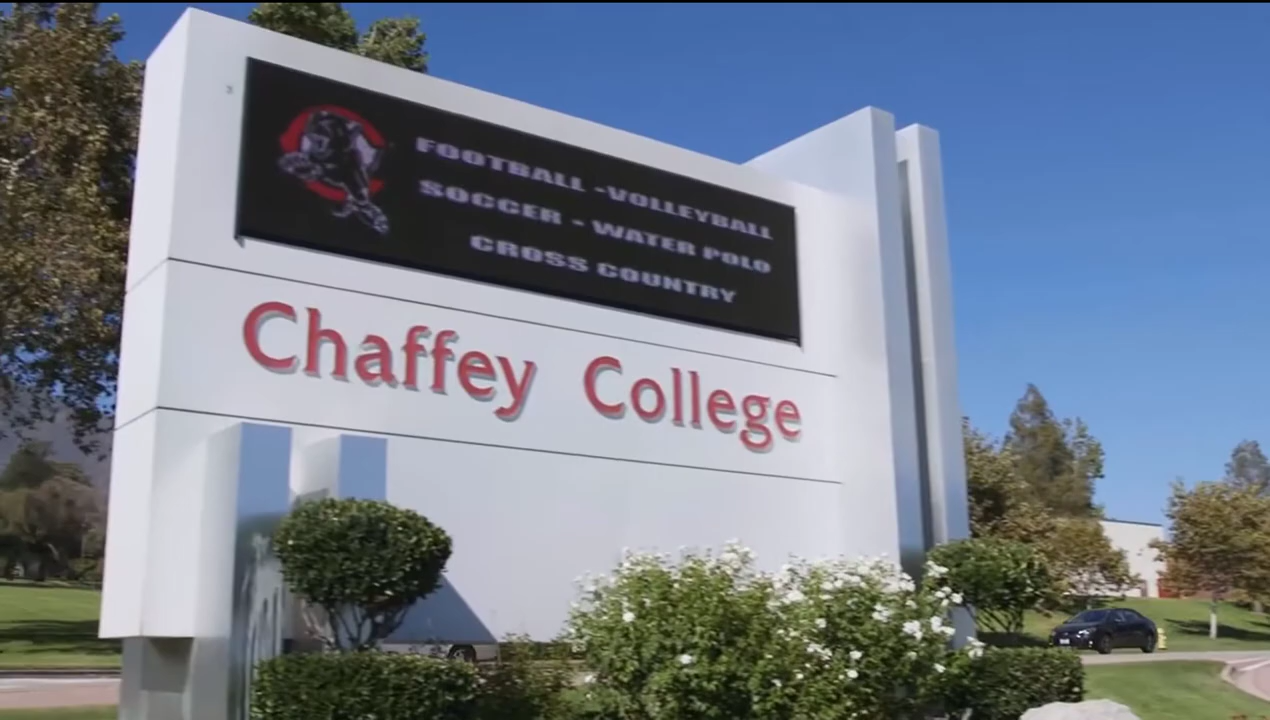 FOOTBALL - VOLLEYBALL
SOCCER - WATER POLO
CROSS COUNTRY
Chaffey College